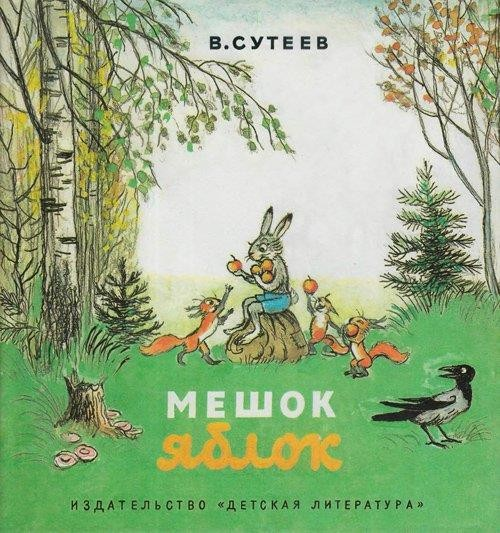 В.СУТЕЕВ
МЕШОК
яблок
ИЗДАТЕЛЬСТВО «ДЕТСКАЯ ЛИТЕРАТУРА»